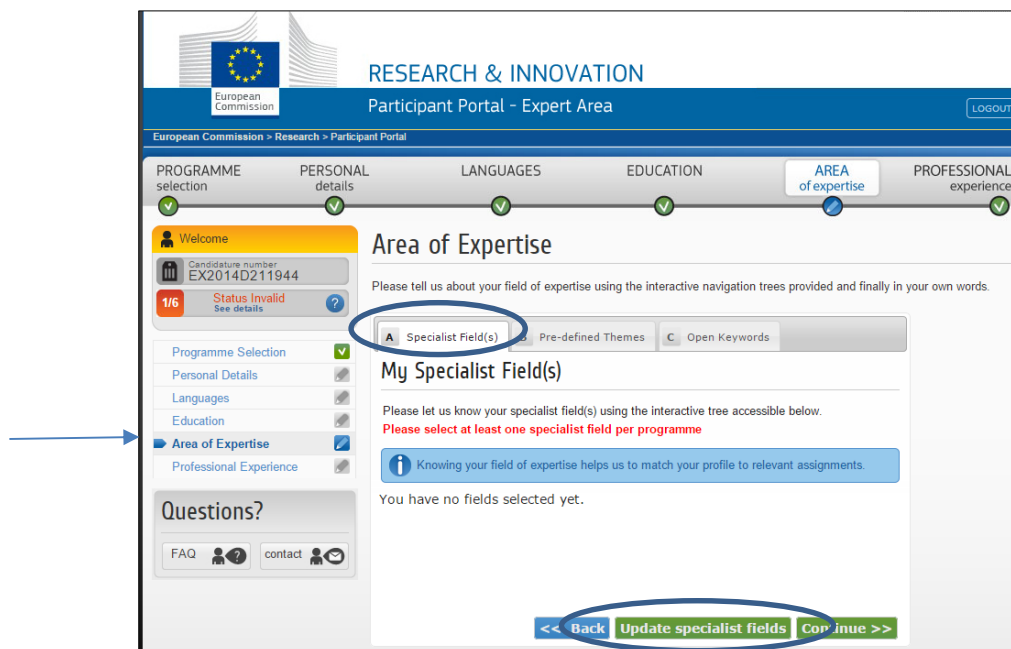 European
Commission
RESEARCH & INNOVATION
Participant Portal - Expert Area
LOGOUT
European Commission > Research > Participant Portal
PROGRAMME
selection
PERSONAL
details
LANGUAGES
EDUCATION
AREA
of expertise
PROFESSIONAL
experience
Welcome
Candidature number
EX2014D211944
1/6
Status Invalid
See details
?
Programme Selection
Personal Details
Languages
Education
Area of Expertise
Professional Experience
Questions?
FAQ
?
contact
Area of Expertise
Please tell us about your field of expertise using the interactive navigation trees provided and finally in your own words.
A Specialist Field(s)
B Pre-defined Themes
C Open Keywords
My Specialist Field(s)
Please let us know your specialist field(s) using the interactive tree accessible below.
Please select at least one specialist field per programme
i Knowing your field of expertise helps us to match your profile to relevant assignments.
You have no fields selected yet.
<< Back
Update specialist fields
Continue >>